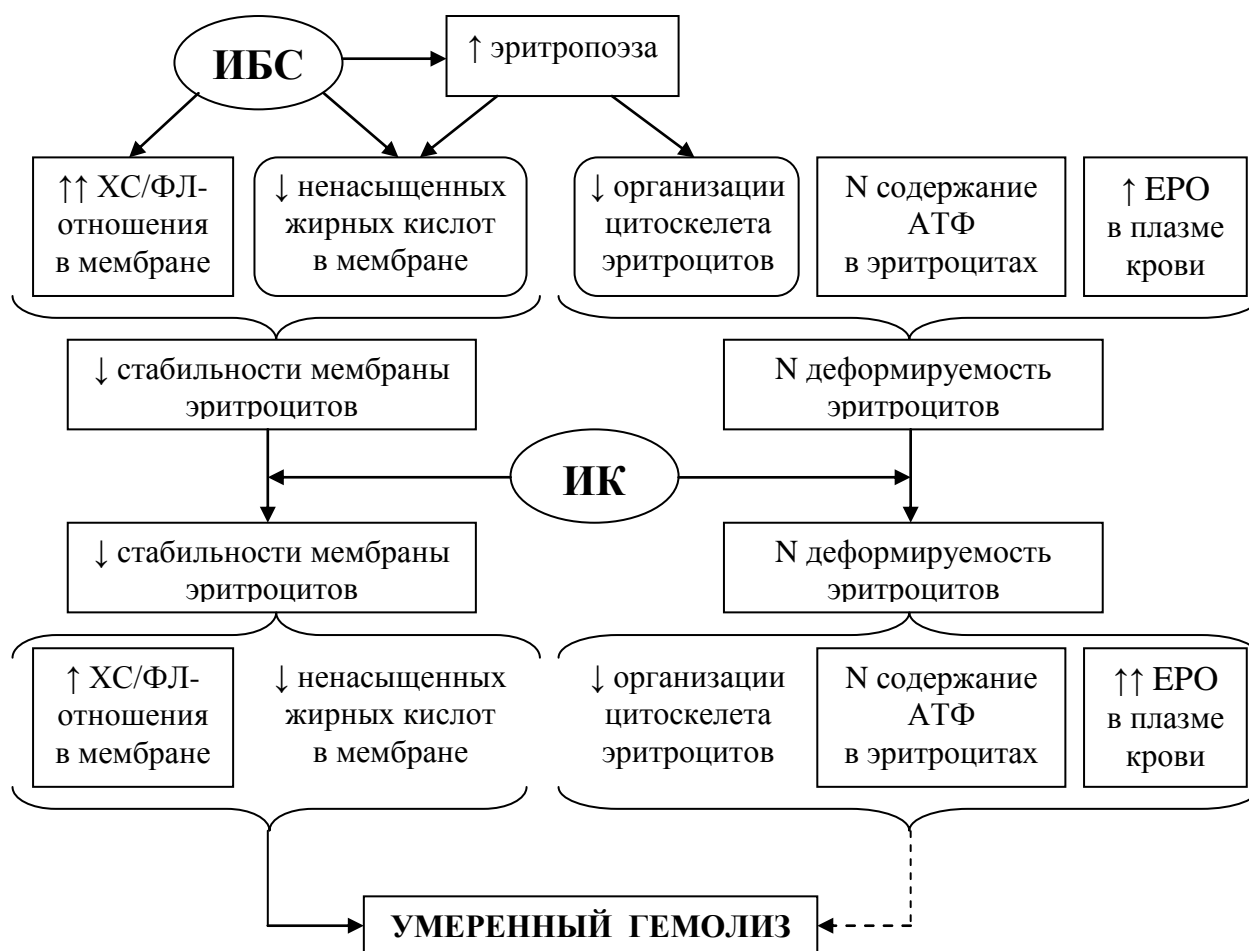 ИБС
↑ эритропоэза
↑↑ ХС/ФЛ-
отношения
в мембране
↓ ненасыщенных
жирных кислот
в мембране
↓ организации
цитоскелета
эритроцитов
N содержание
АТФ
в эритроцитах
↑ ЕРО
в плазме
крови
↓ стабильности мембраны
эритроцитов
N деформируемость
эритроцитов
ИК
↓ стабильности мембраны
эритроцитов
N деформируемость
эритроцитов
↑ ХС/ФЛ-
отношения
в мембране
↓ ненасыщенных
жирных кислот
в мембране
↓ организации
цитоскелета
эритроцитов
N содержание
АТФ
в эритроцитах
↑↑ ЕРО
в плазме
крови
УМЕРЕННЫЙ ГЕМОЛИЗ